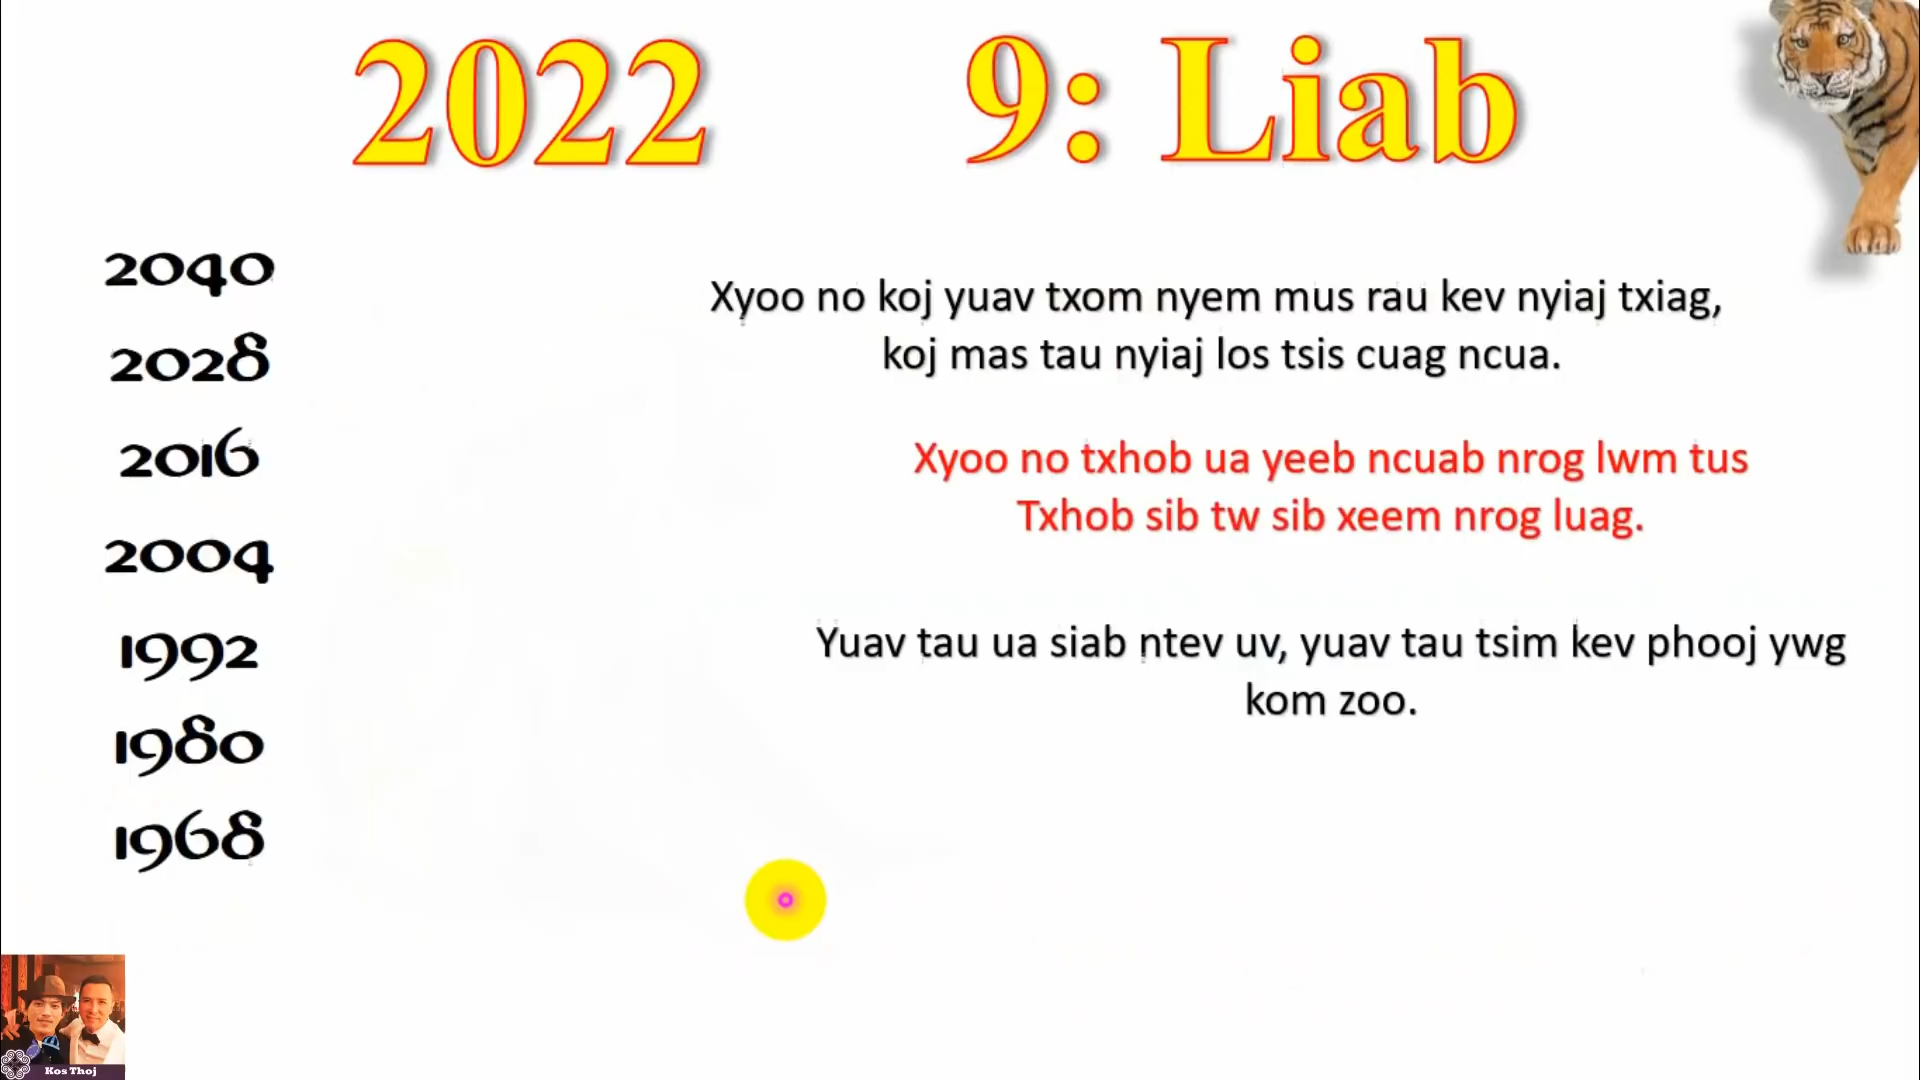 2022 9: Liab
2040
2028
2016
2004
1992
1980
1968
Xyoo no koj yuav txom nyem mus rau kev nyiaj txiag,
koj mas tau nyiaj los tsis cuag ncua.
Xyoo no txhob ua yeeb ncuab nrog lwm tus
Txhob sib tw sib xeem nrog luag.
Yuav tau ua siab ntev uv, yuav tau tsim kev phooj ywg
kom zoo.
Kos Thoj